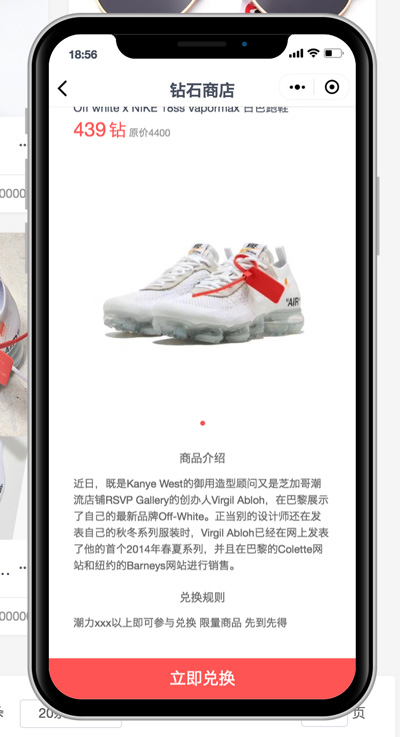 18:56
钻石商店
Off white x NIKE 18ss Vapormax 白色跑鞋
439 钻 原价4400
"AIR"
商品介绍
近日，既是Kanye West的御用造型顾问又是芝加哥潮
流店铺RSVP Gallery的创办人Virgil Abloh，在巴黎展示
了自己的最新品牌Off-White。正当别的设计师还在发
表自己的秋冬系列服装时，Virgil Abloh已经在网上发表
了他的首个2014年春夏系列，并且在巴黎的Colette网
站和纽约的Barneys网站进行销售。
兑换规则
潮力xxx以上即可参与兑换 限量商品 先到先得
立即兑换
0000
00000
页